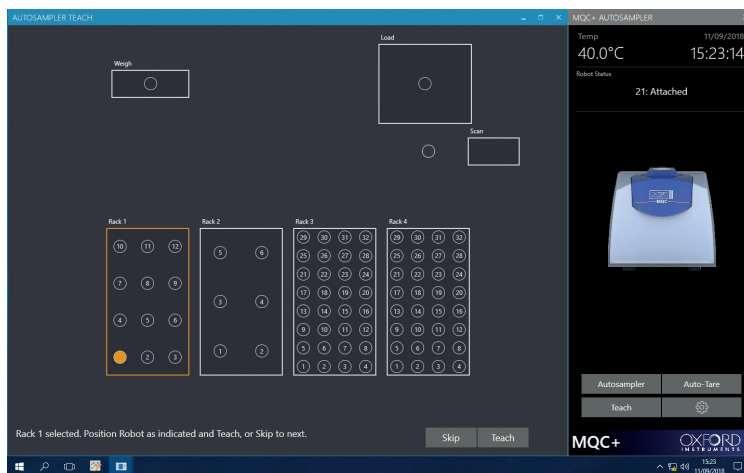 AUTOSAMPLER TEACH
Weigh
Load
Scan
Rack 1
10 11 12
7 8 9
4 5 6
2 3
Rack 2
5 6
3 4
1 2
Rack 3
29 30 31 32
25 26 27 28
21 22 23 24
17 18 19 20
13 14 15 16
9 10 11 12
5 6 7 8
1 2 3 4
Rack 4
29 30 31 32
25 26 27 28
21 22 23 24
17 18 19 20
13 14 15 16
9 10 11 12
5 6 7 8
1 2 3 4
Rack 1 selected. Position Robot as indicated and Teach, or Skip to next.
Skip
Teach
MQC+ AUTOSAMPLER
Temp 11/09/2018
40.0°C 15:23:14
Robot Status
21: Attached
MQC
Autosampler
Auto-Tare
Teach
MQC+
OXFORD
INSTRUMENTS
15:23
11/09/2018